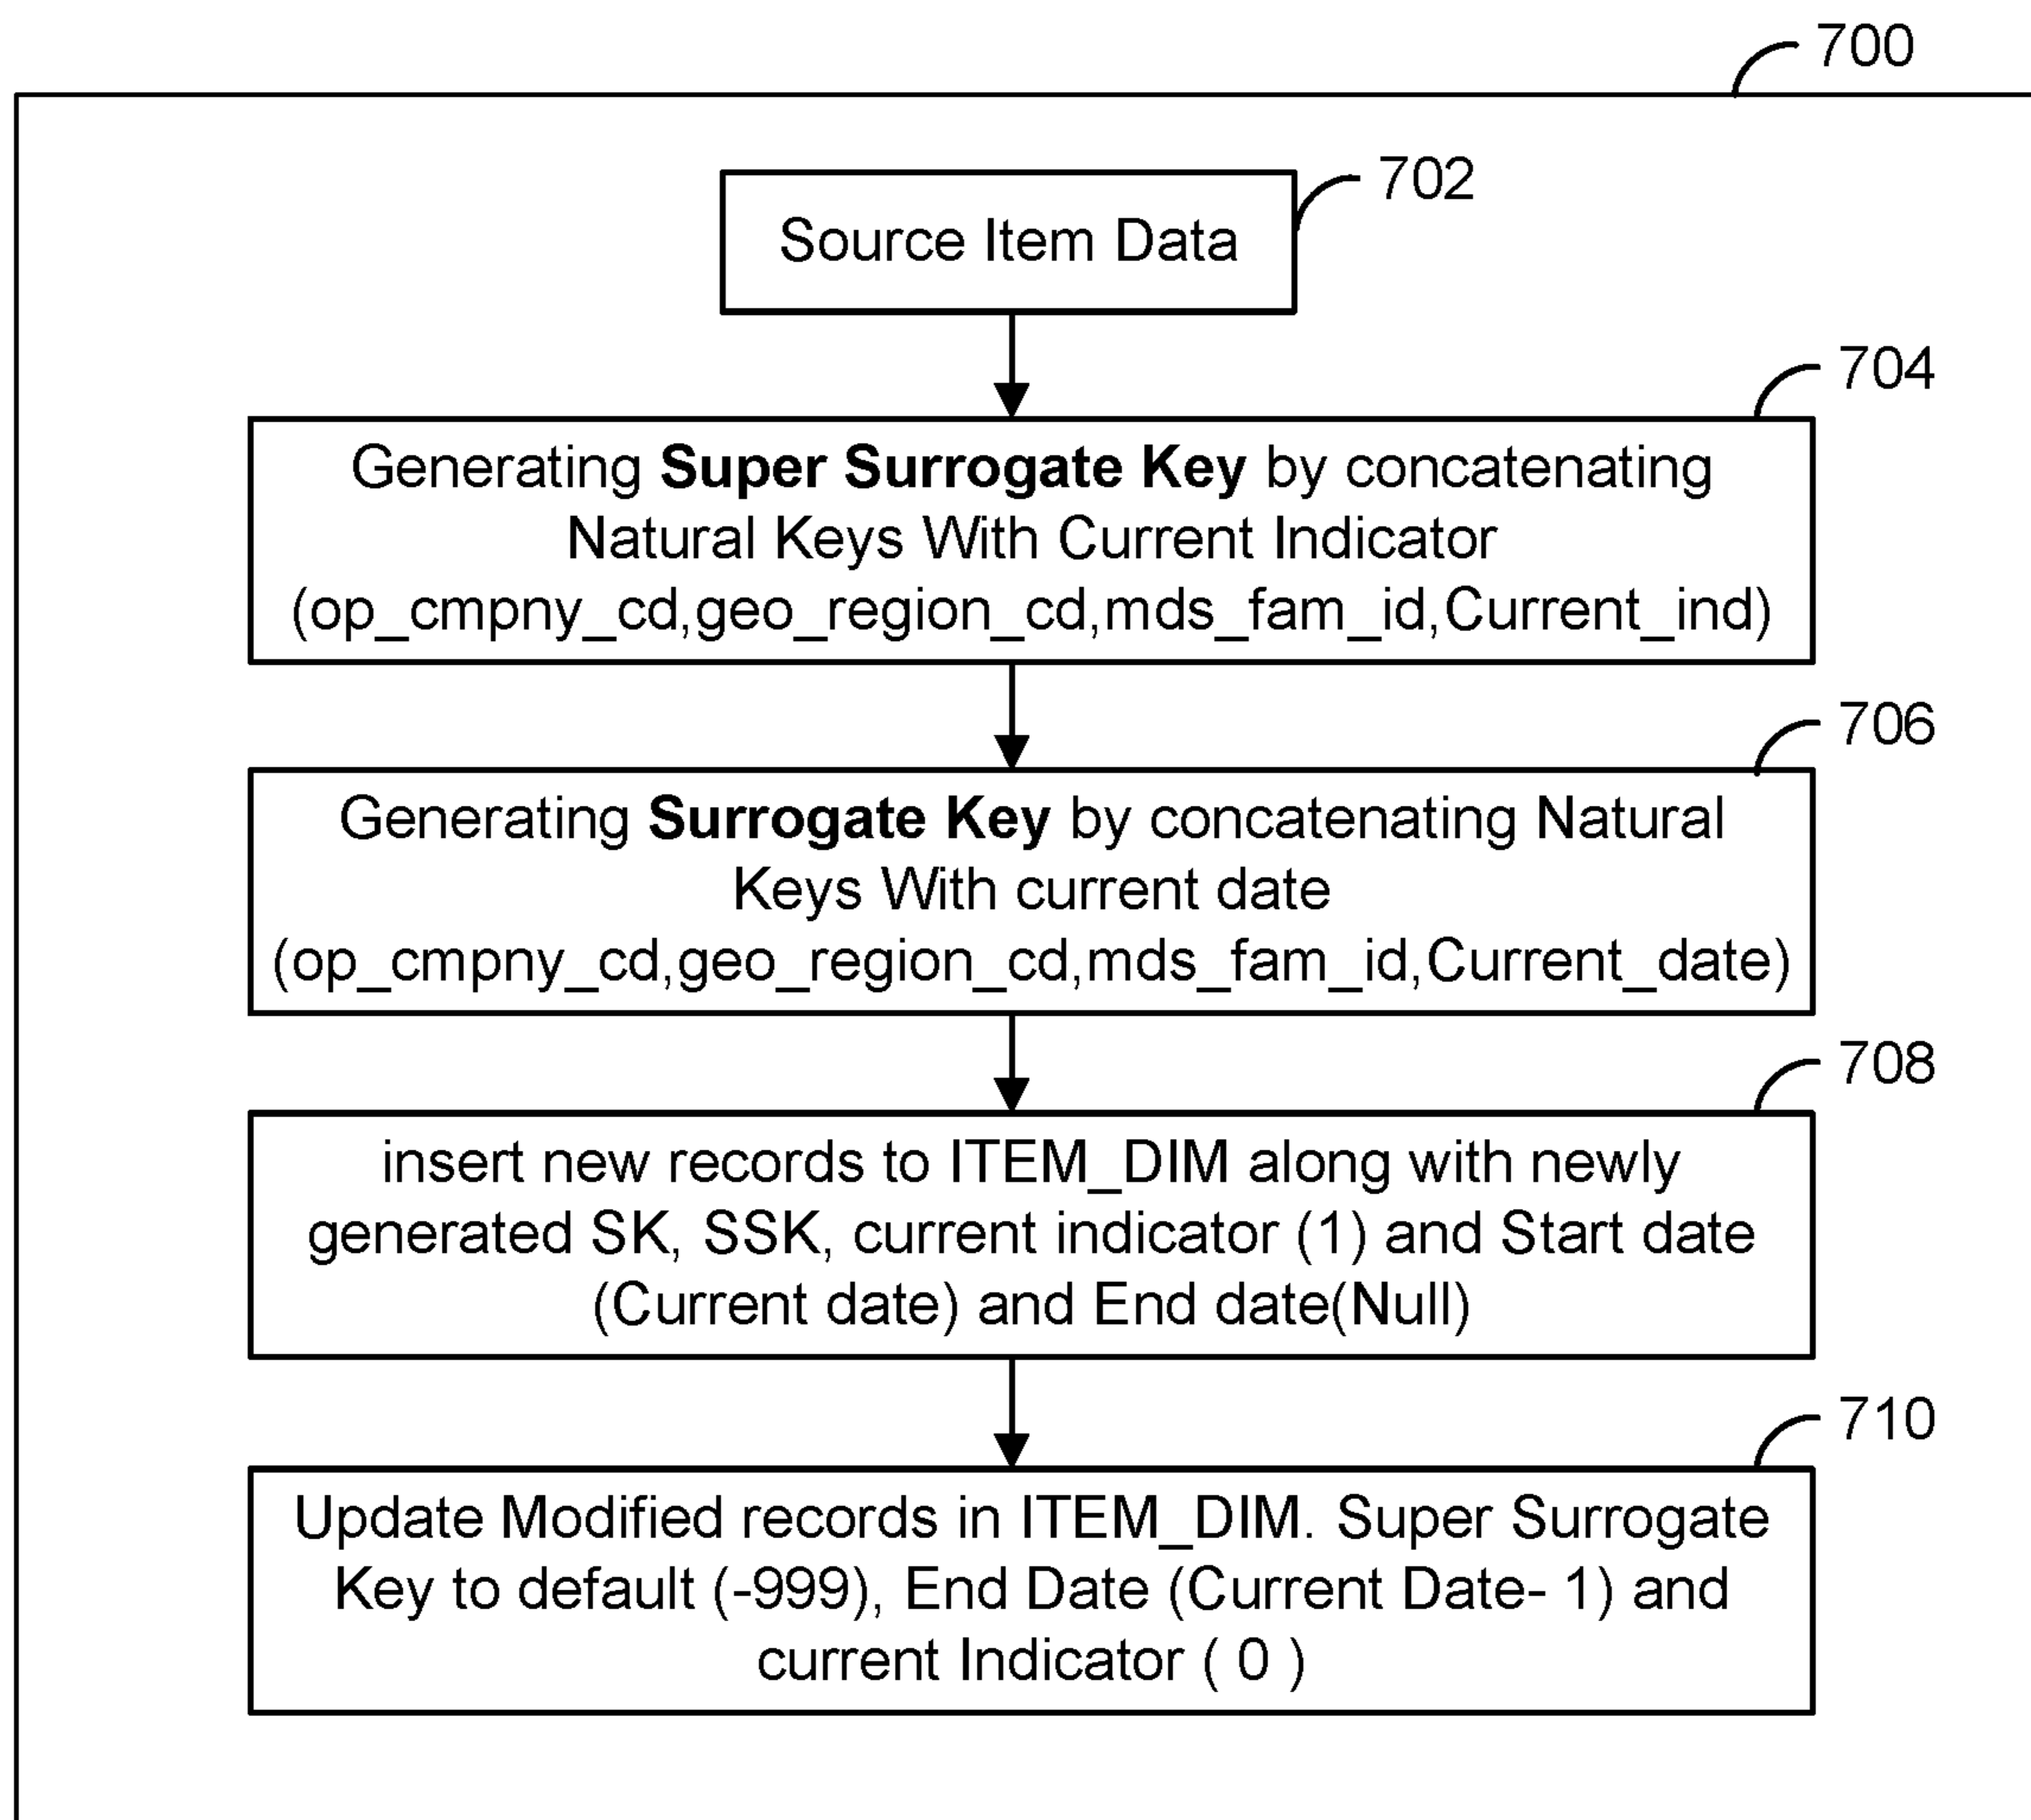 700
702
Source Item Data
704
Generating Super Surrogate Key by concatenating
Natural Keys With Current Indicator
(op_cmpny_cd,geo_region_cd,mds_fam_id,Current_ind)
706
Generating Surrogate Key by concatenating Natural
Keys With current date
(op_cmpny_cd,geo_region_cd,mds_fam_id,Current_date)
708
insert new records to ITEM_DIM along with newly
generated SK, SSK, current indicator (1) and Start date
(Current date) and End date(Null)
710
Update Modified records in ITEM_DIM. Super Surrogate
Key to default (-999), End Date (Current Date- 1) and
current Indicator ( 0 )